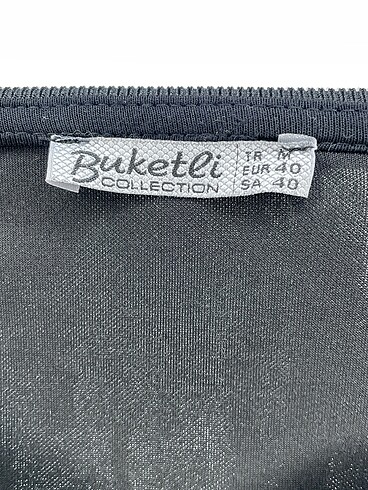 Buketli
COLLECTION
TR M
EUR 40
SA 40